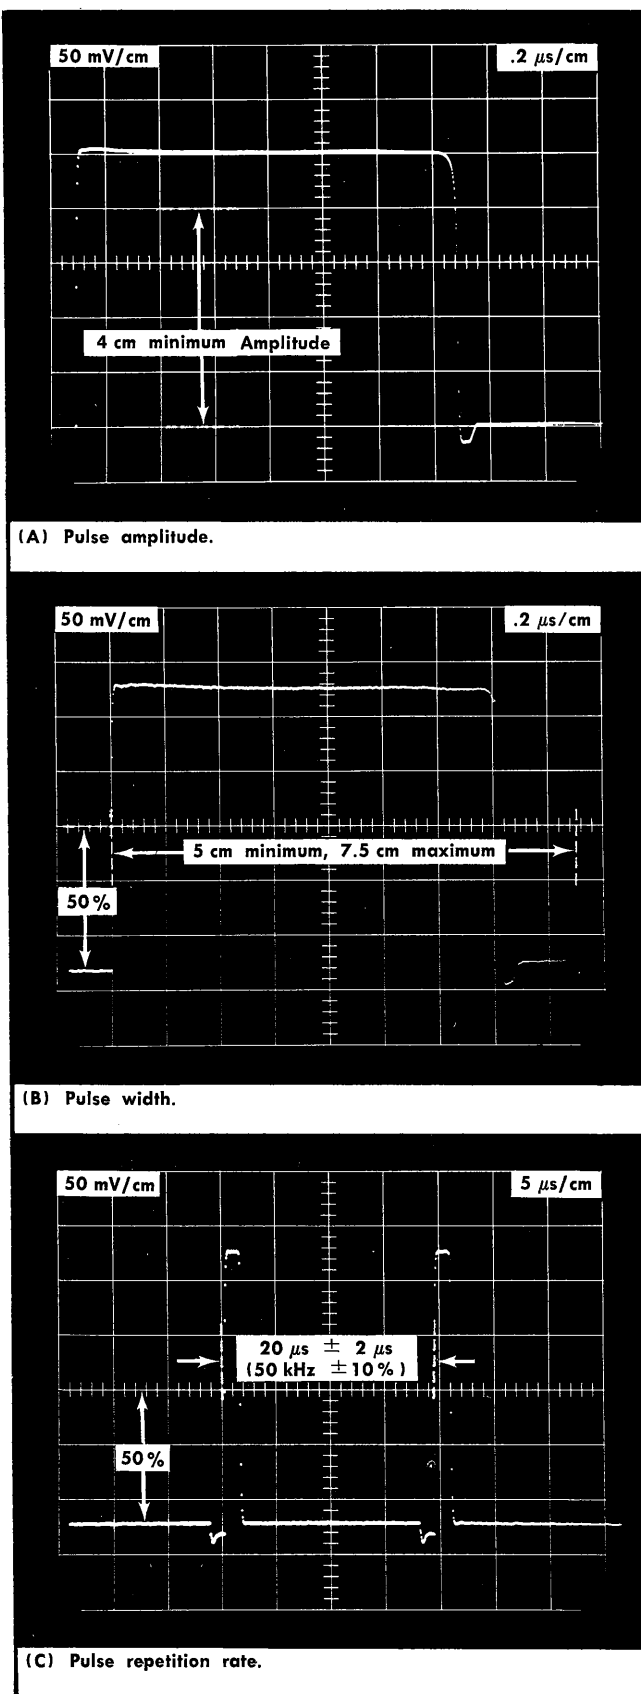 50 mV/cm
.2 μs/cm
4 cm minimum Amplitude
(A) Pulse amplitude.
50 mV/cm
.2 μs/cm
5 cm minimum, 7.5 cm maximum
50%
(B) Pulse width.
50 mV/cm
5 μs/cm
20 μs ± 2 μs
(50 kHz ±10%)
50%
(C) Pulse repetition rate.